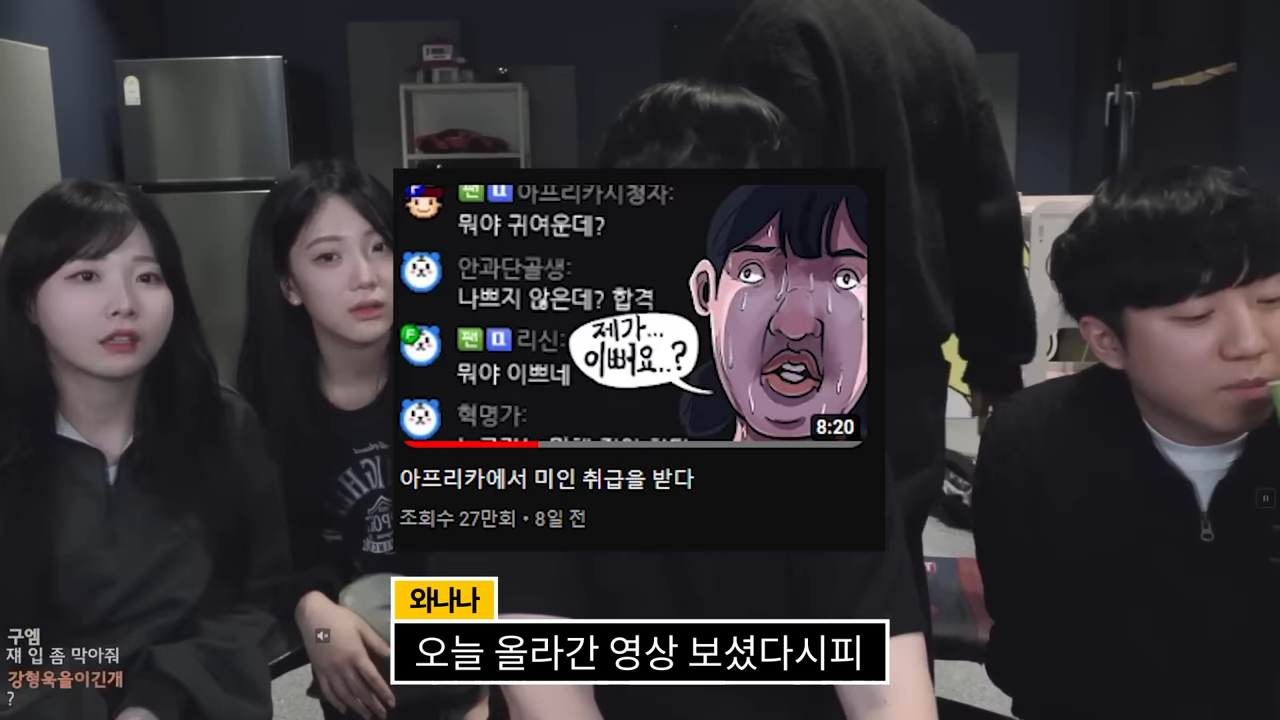 팬 아프리카시청자:
뭐야 귀여운데?
안과단골생:
나쁘지 않은데? 합격
팬 리신:
뭐야 이쁘네
제가...
이뻐요..?
혁명가:
8:20
아프리카에서 미인 취급을 받다
조회수 27만회 • 8일 전
와나나
오늘 올라간 영상 보셨다시피
구엠
재 입 좀 막아줘
강형욱을이긴개
?